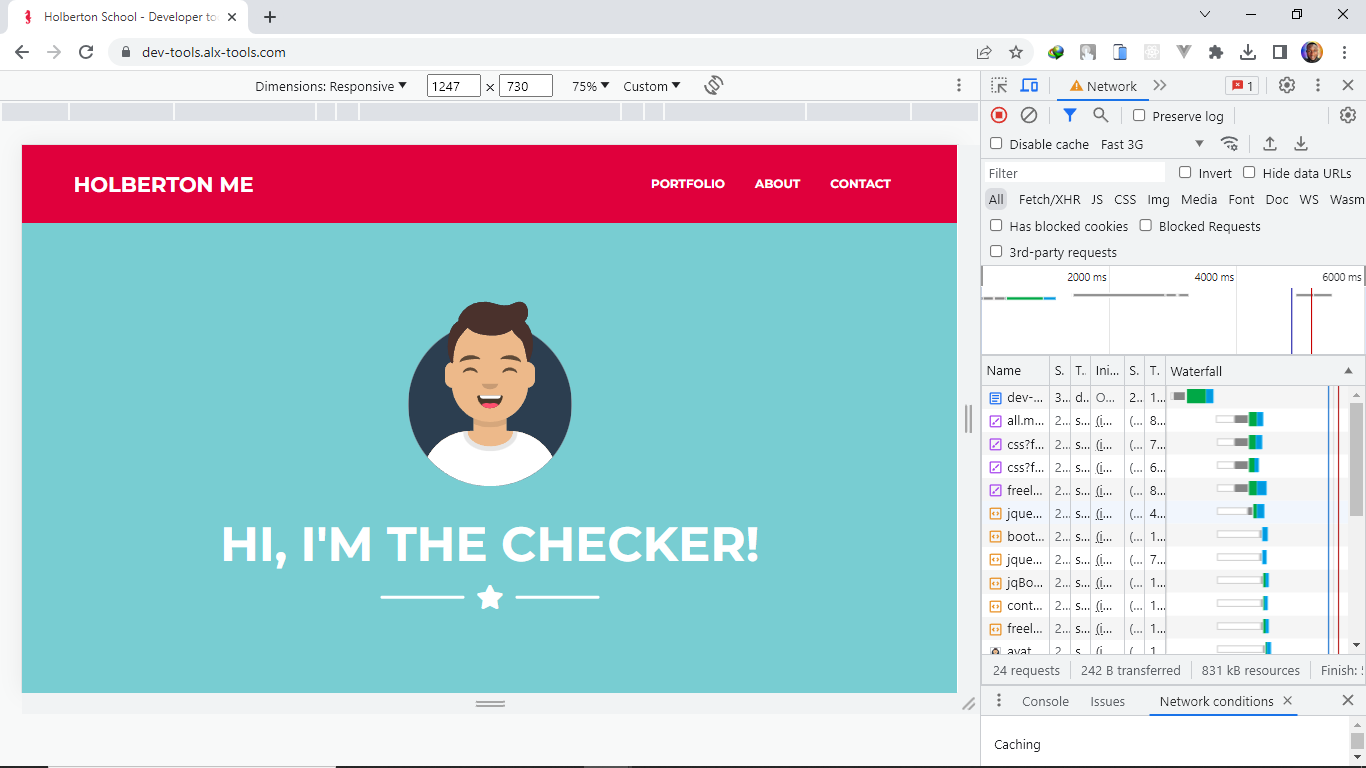 Holberton School - Developer to
dev-tools.alx-tools.com
Dimensions: Responsive 1247 × 730 75% Custom
HOLBERTON ME PORTFOLIO ABOUT CONTACT
HI, I'M THE CHECKER!
Network 1
Preserve log
Disable cache Fast 3G
Filter Invert Hide data URLs
All Fetch/XHR JS CSS Img Media Font Doc WS Wasm
Has blocked cookies Blocked Requests
3rd-party requests
2000 ms 4000 ms 6000 ms
Name S. T. Ini... S. T. Waterfall
dev-... 3... d... O... 2... 1...
all.m... 2... s... (i... (... 8...
css?f... 2... s... (i... (... 7...
css?f... 2... s... (i... (... 6...
freel... 2... s... (i... (... 8...
jque... 2... s... (i... (... 4...
boot... 2... s... (i... (... 1...
jque... 2... s... (i... (... 7...
jqBo... 2... s... (i... (... 1...
cont... 2... s... (i... (... 1...
freel... 2... s... (i... (... 1...
24 requests 242 B transferred 831 kB resources Finish:
Console Issues Network conditions
Caching